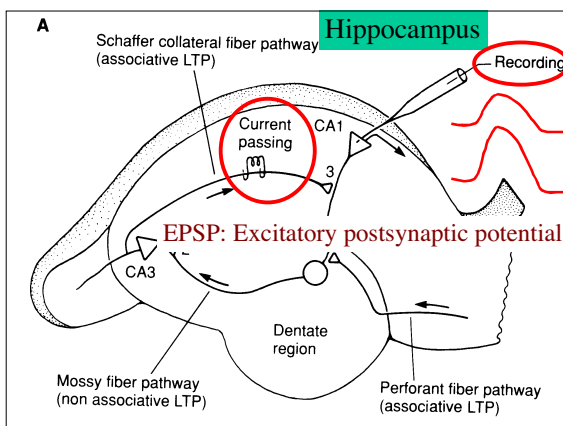 A
Hippocampus
Schaffer collateral fiber pathway
(associative LTP)
Recording
Current
passing
CA1
3
EPSP: Excitatory postsynaptic potential
CA3
Dentate
region
Mossy fiber pathway
(non associative LTP)
Perforant fiber pathway
(associative LTP)